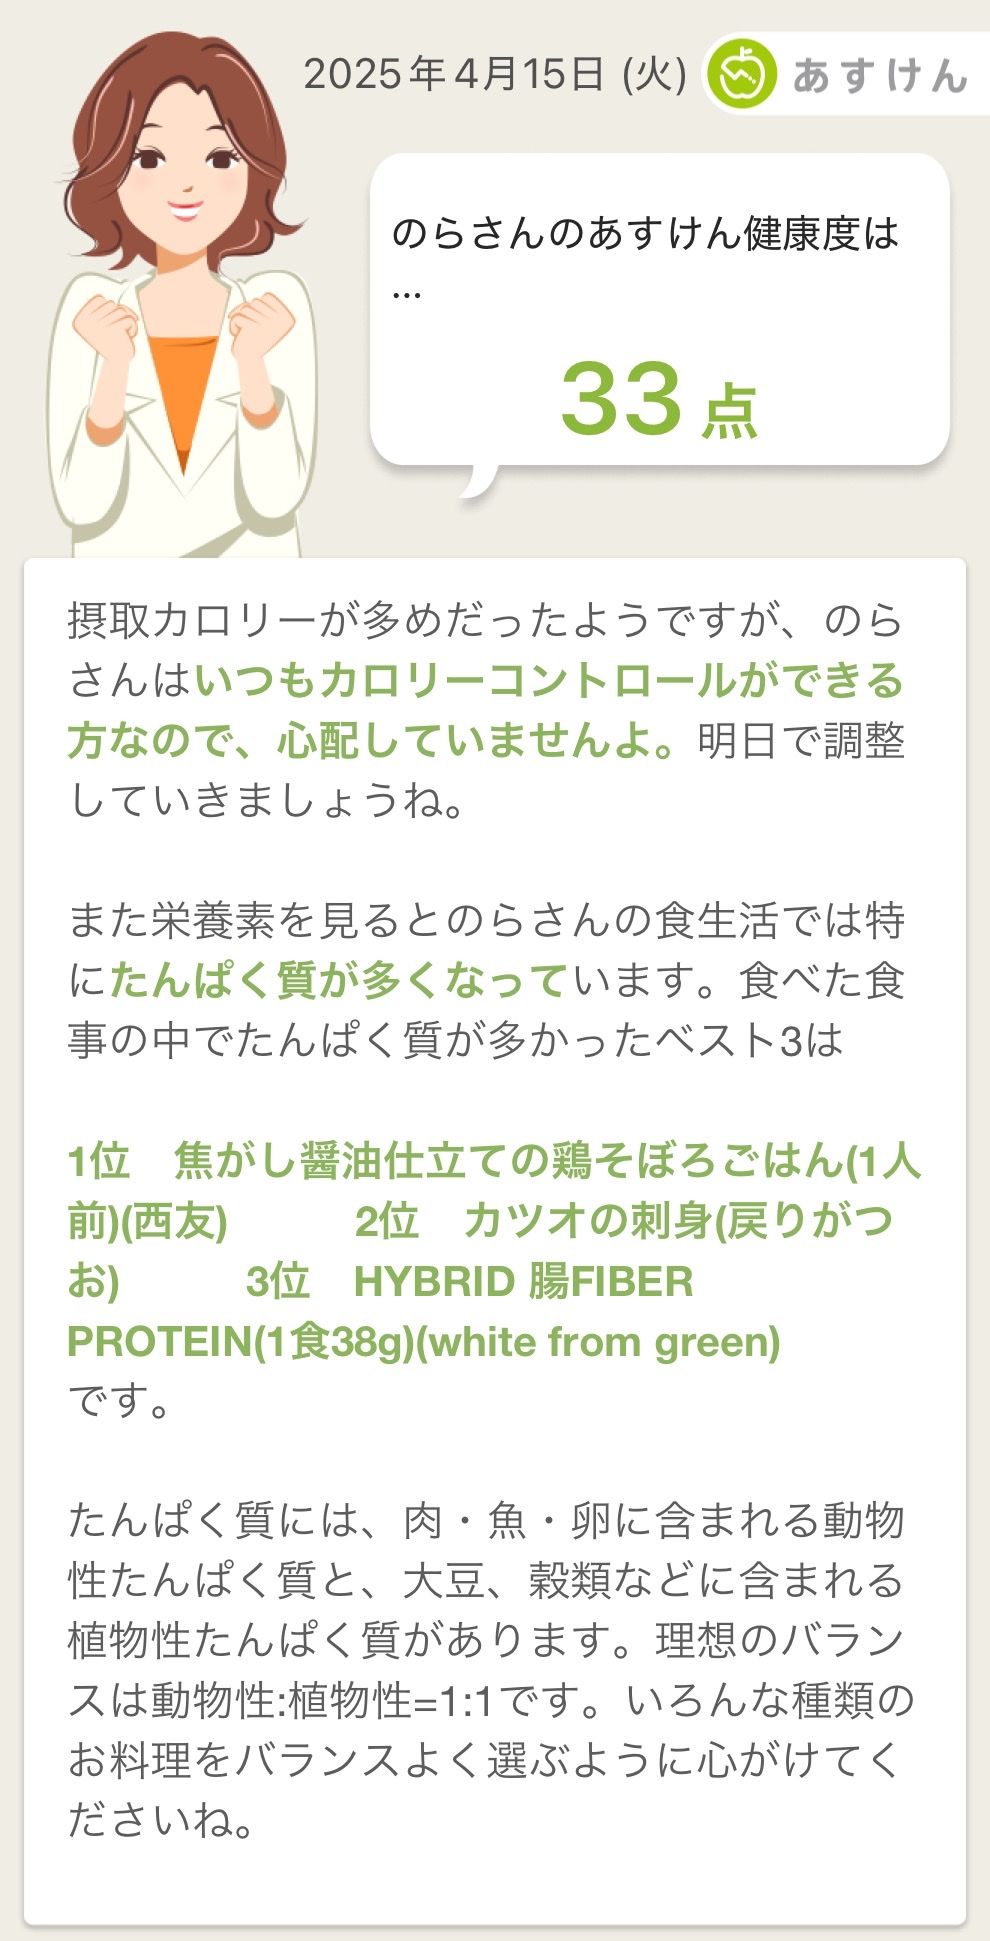 2025年4月15日 (火)
あすけん
のらさんのあすけん健康度は
...
33 点
摂取カロリーが多めだったようですが、のら
さんはいつもカロリーコントロールができる
方なので、心配していませんよ。明日で調整
していきましょうね。
また栄養素を見るとのらさんの食生活では特
にたんぱく質が多くなっています。食べた食
事の中でたんぱく質が多かったベスト3は
1位　焦がし醤油仕立ての鶏そぼろごはん(1人
前)(西友)　　　2位　カツオの刺身(戻りがつ
お)　　　3位　HYBRID 腸FIBER
PROTEIN(1食38g)(white from green)
です。
たんぱく質には、肉・魚・卵に含まれる動物
性たんぱく質と、大豆、穀類などに含まれる
植物性たんぱく質があります。理想のバラン
スは動物性:植物性=1:1です。いろんな種類の
お料理をバランスよく選ぶように心がけてく
ださいね。